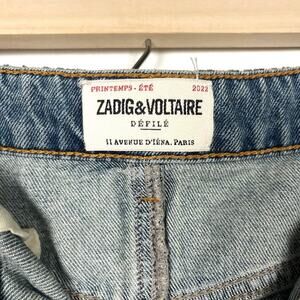 PRINTEMPS - ÉTÉ 2022
ZADIG&VOLTAIRE
DÉFILÉ
11 AVENUE D'IÉNA, PARIS